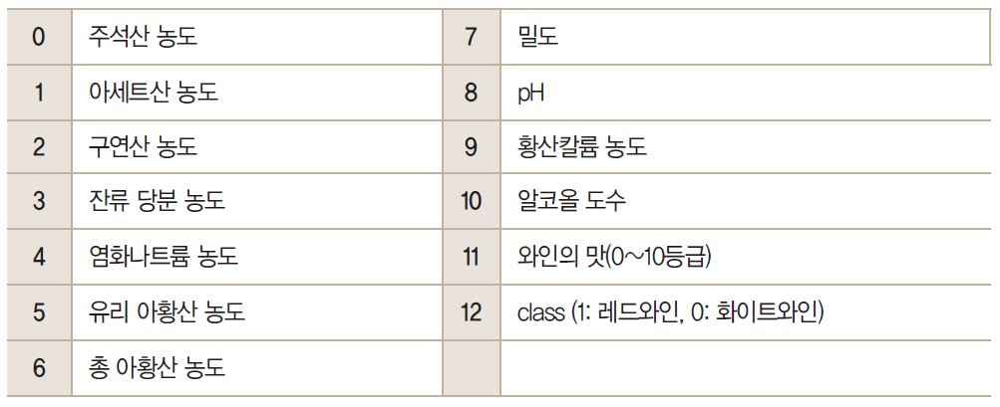 0 주석산 농도 7 밀도
1 아세트산 농도 8 pH
2 구연산 농도 9 황산칼륨 농도
3 잔류 당분 농도 10 알코올 도수
4 염화나트륨 농도 11 와인의 맛(0~10등급)
5 유리 아황산 농도 12 class (1: 레드와인, 0: 화이트와인)
6 총 아황산 농도